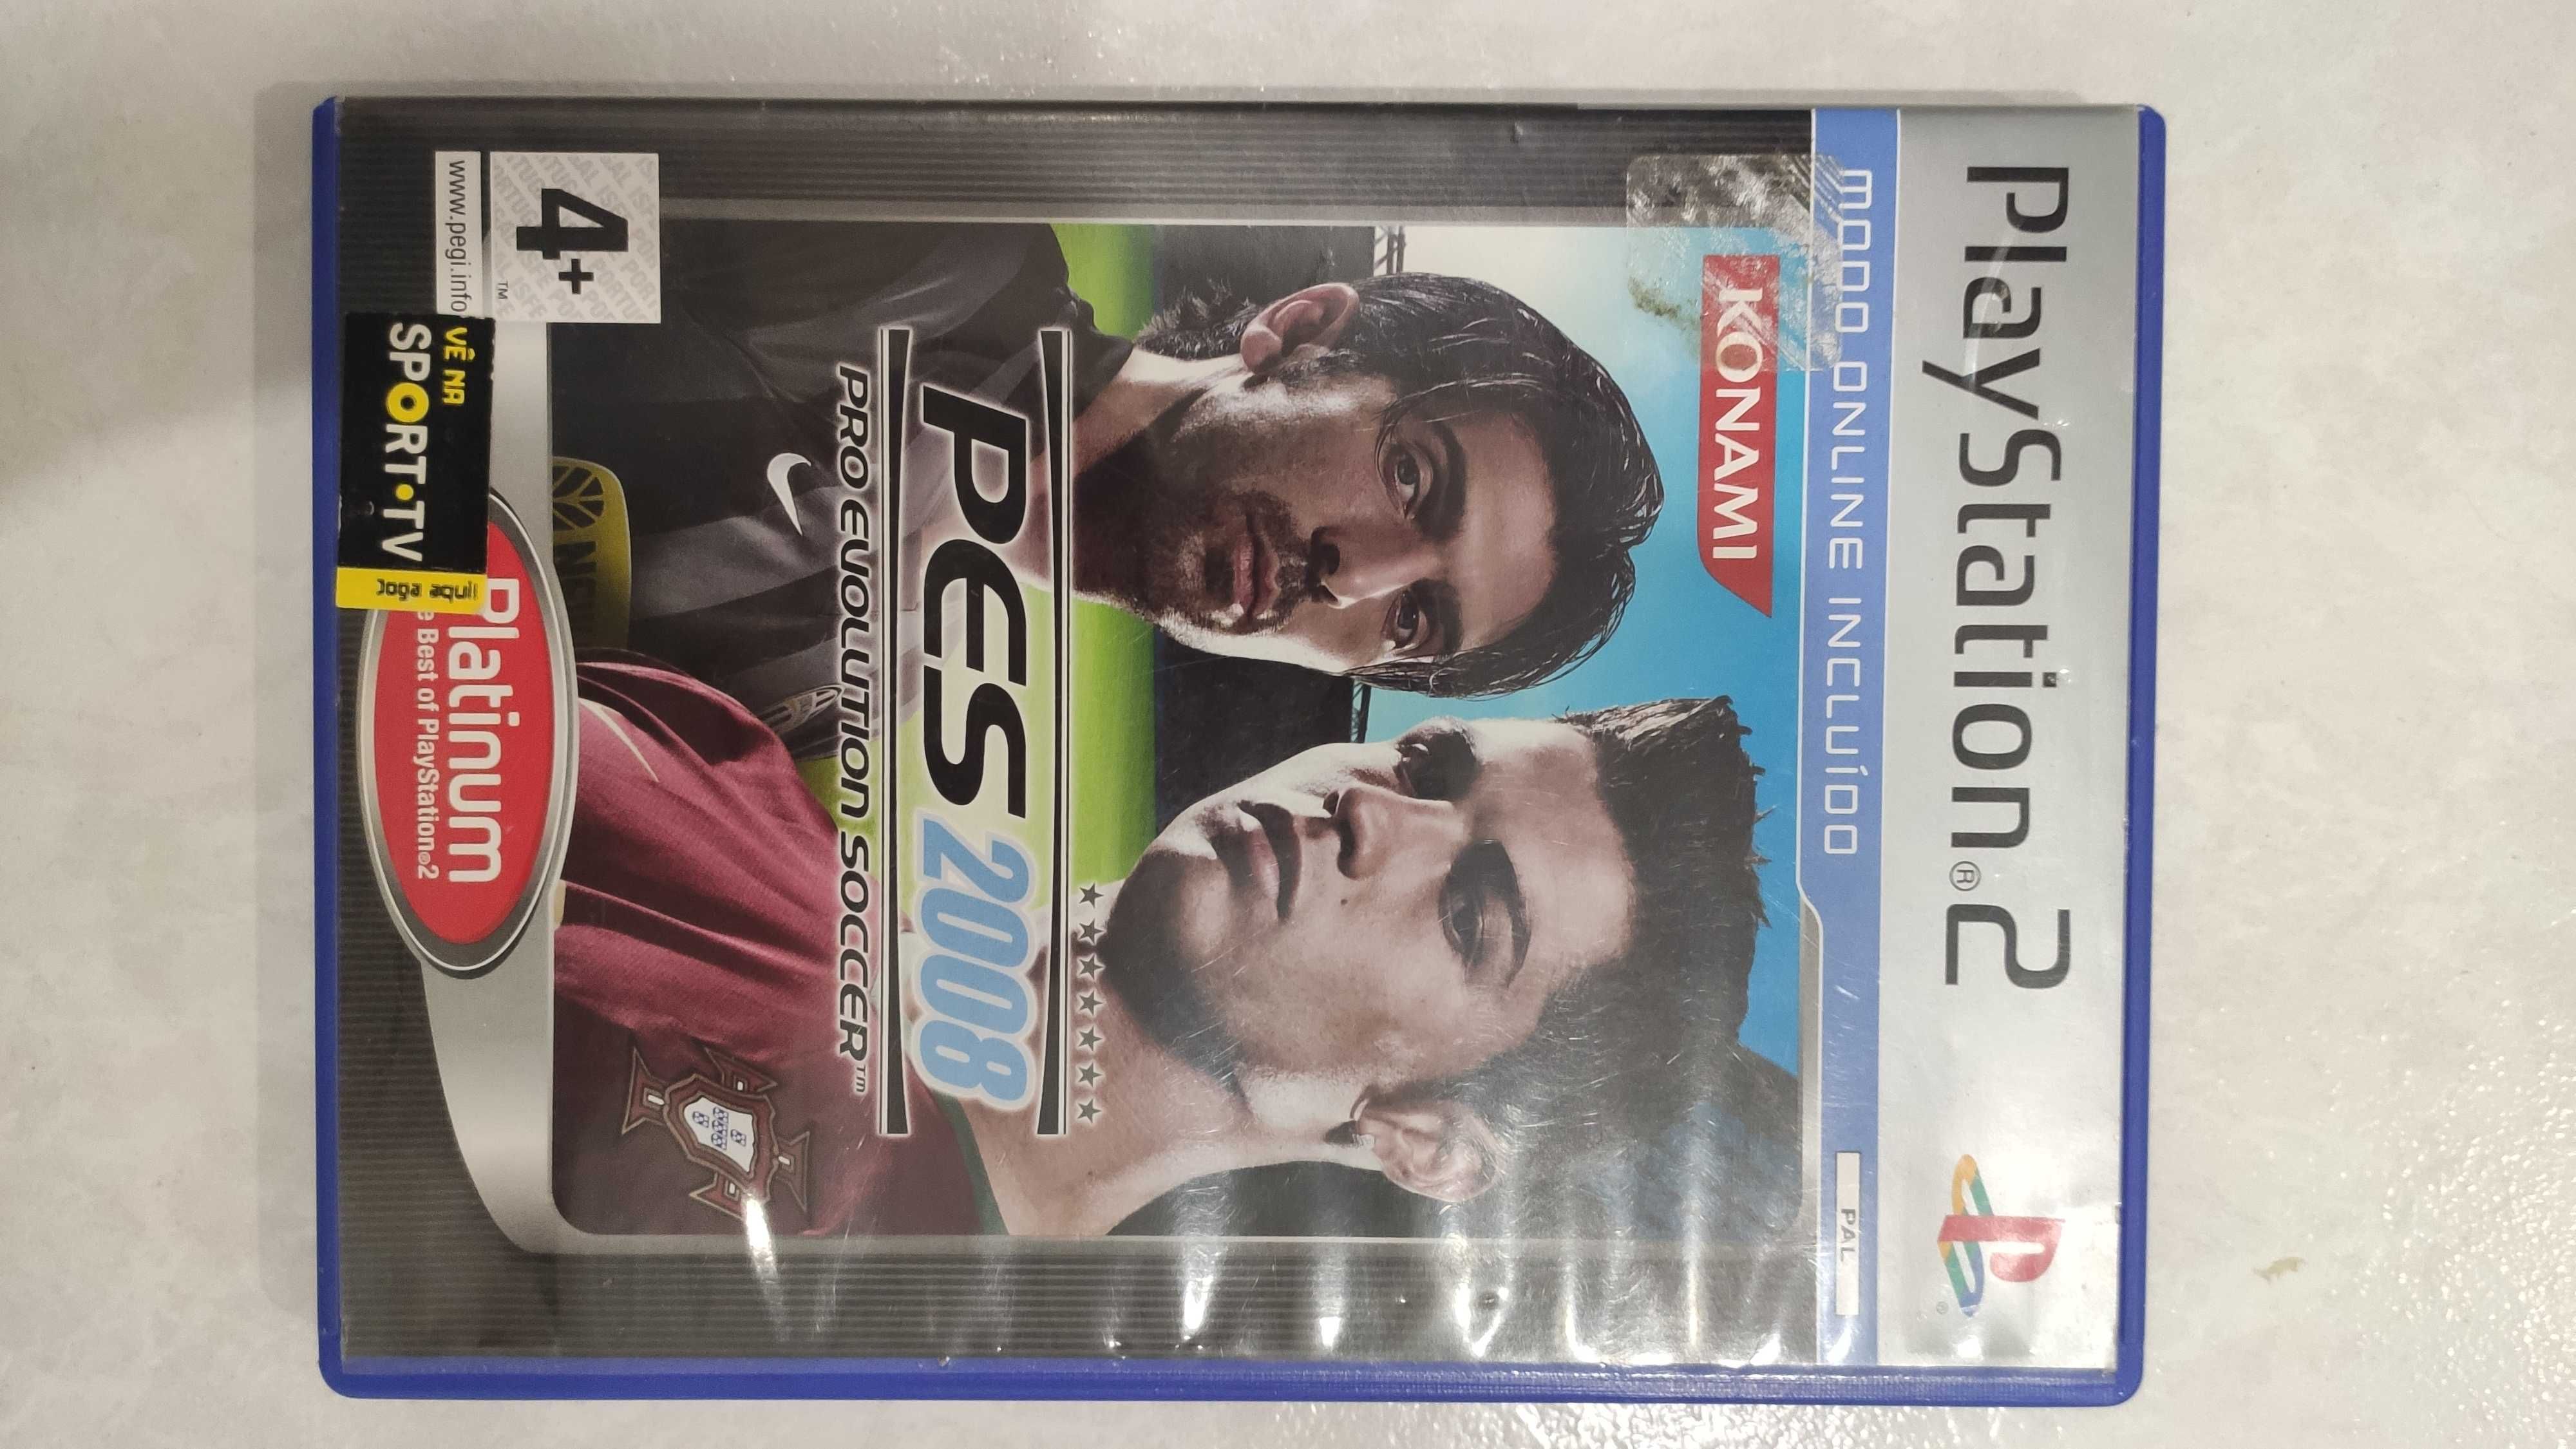 PlayStation®2
MODO ONLINE INCLUÍDO
PAL
KONAMI
PES 2008
PRO EVOLUTION SOCCER™
4+
™
www.pegi.info
VÊ NA
SPORT.TV
Joga aqui!
Platinum
e Best of PlayStation®2